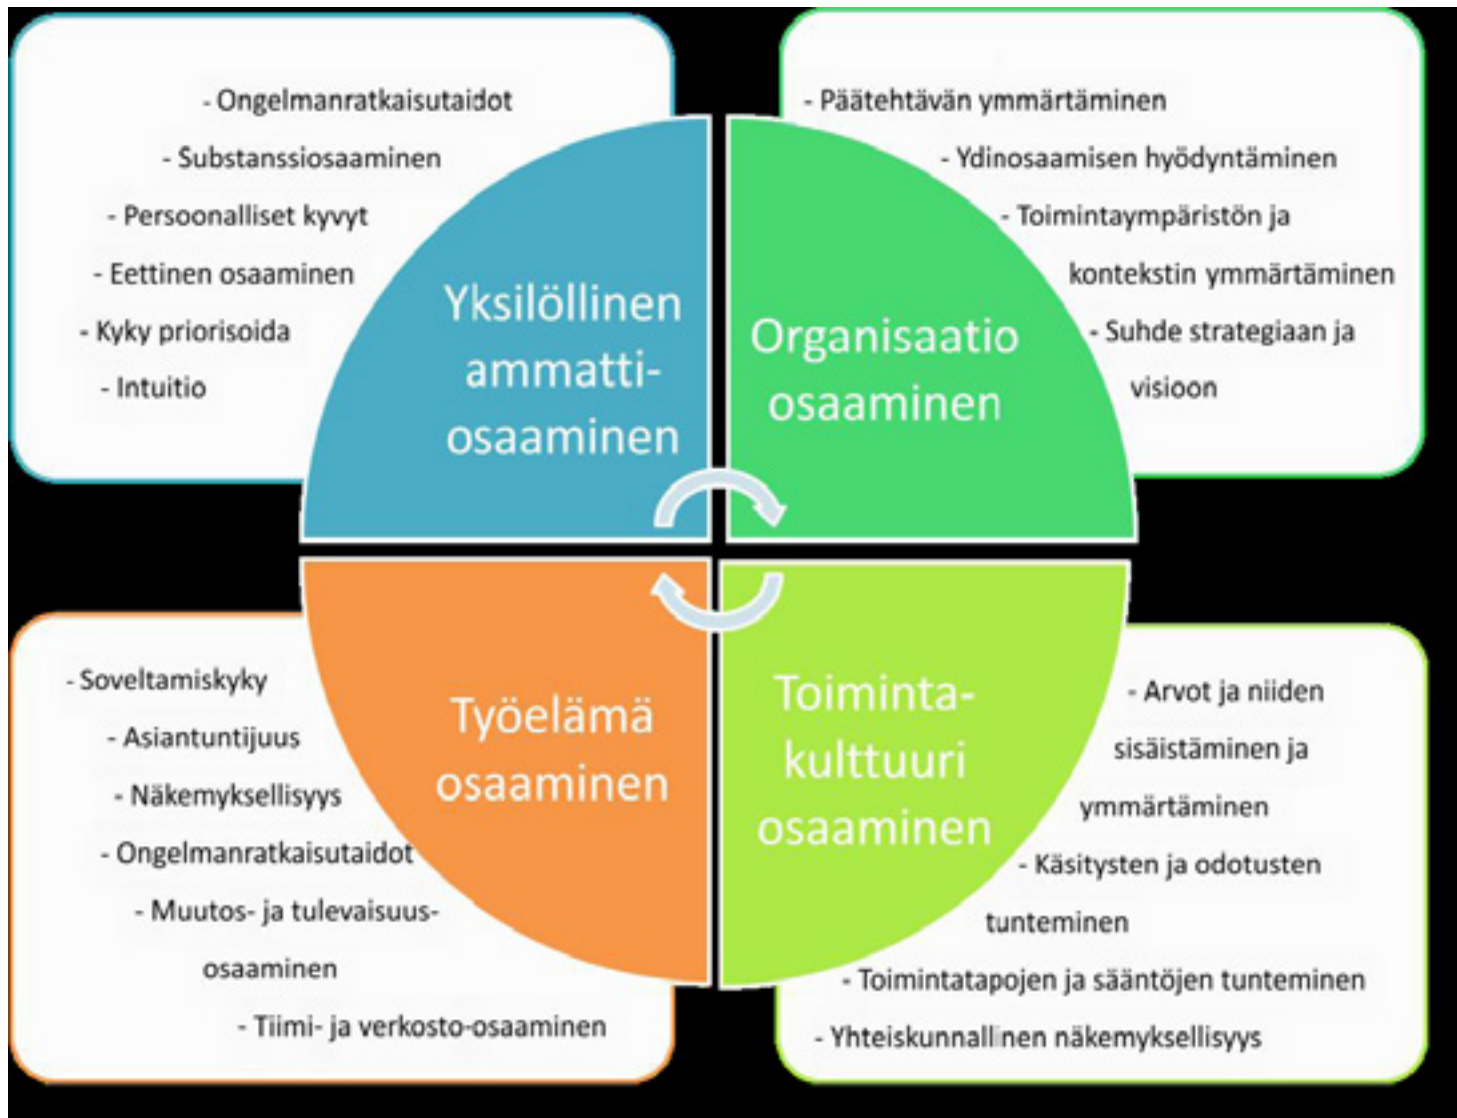 - Ongelmanratkaisutaidot
- Substanssiosaaminen
- Persoonalliset kyvyt
- Eettinen osaaminen
- Kyky priorisoida
- Intuitio
Yksilöllinen
ammatti-
osaaminen
- Päätehtävän ymmärtäminen
- Ydinosaamisen hyödyntäminen
- Toimintaympäristön ja
kontekstin ymmärtäminen
- Suhde strategiaan ja
visioon
Organisaatio
osaaminen
- Soveltamiskyky
- Asiantuntijuus
- Näkemyksellisyys
- Ongelmanratkaisutaidot
- Muutos- ja tulevaisuus-
osaaminen
- Tiimi- ja verkosto-osaaminen
Työelämä
osaaminen
Toiminta-
kulttuuri
osaaminen
- Arvot ja niiden
sisäistäminen ja
ymmärtäminen
- Käsitysten ja odotusten
tunteminen
- Toimintatapojen ja sääntöjen tunteminen
- Yhteiskunnallinen näkemyksellisyys